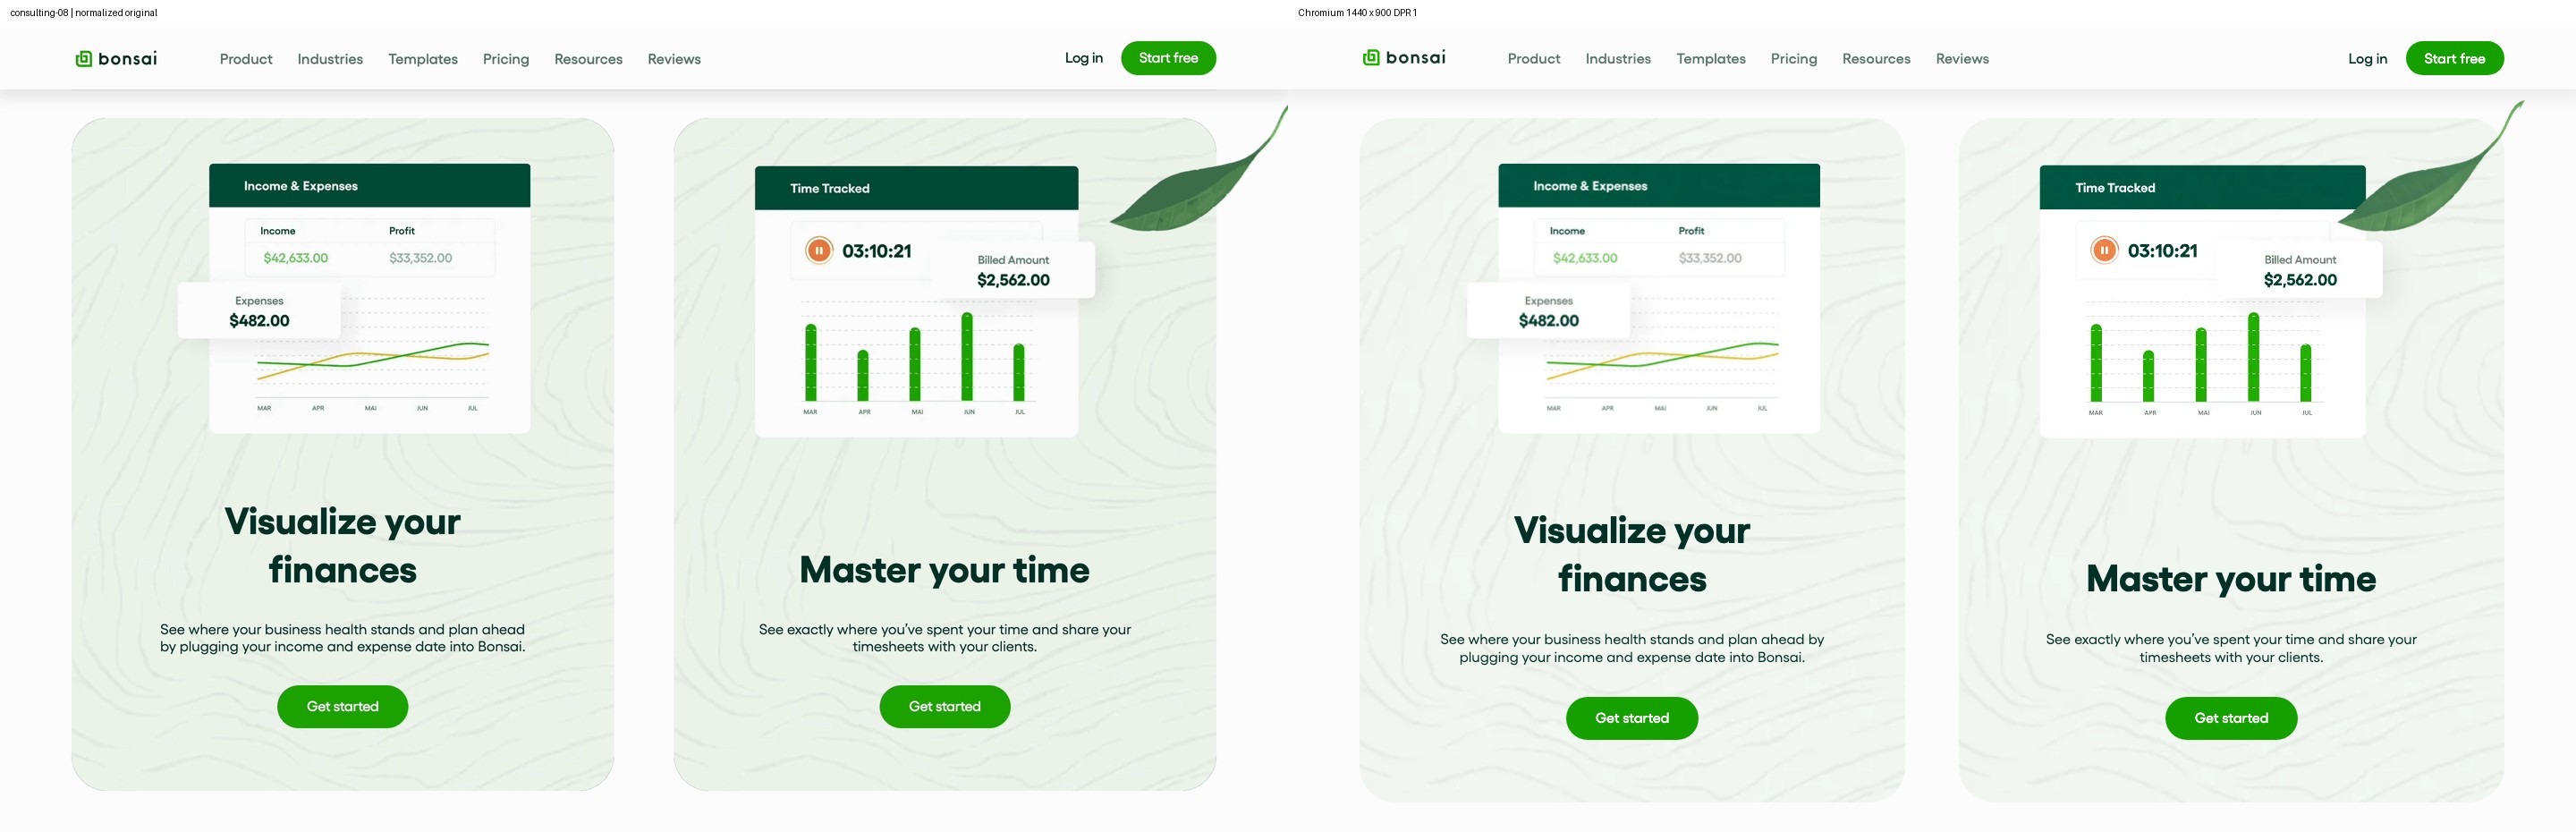 consulting-08 | normalized original
bonsai Product Industries Templates Pricing Resources Reviews Log in Start free
Income & Expenses
Income Profit
$42,633.00 $33,352.00
Expenses
$482.00
MAR APR MAI JUN JUL
Visualize your
finances
See where your business health stands and plan ahead
by plugging your income and expense date into Bonsai.
Get started
Time Tracked
03:10:21
Billed Amount
$2,562.00
MAR APR MAI JUN JUL
Master your time
See exactly where you've spent your time and share your
timesheets with your clients.
Get started
Chromium 1440 x 900 DPR 1
bonsai Product Industries Templates Pricing Resources Reviews Log in Start free
Income & Expenses
Income Profit
$42,633.00 $33,352.00
Expenses
$482.00
MAR APR MAI JUN JUL
Visualize your
finances
See where your business health stands and plan ahead by
plugging your income and expense date into Bonsai.
Get started
Time Tracked
03:10:21
Billed Amount
$2,562.00
MAR APR MAI JUN JUL
Master your time
See exactly where you've spent your time and share your
timesheets with your clients.
Get started